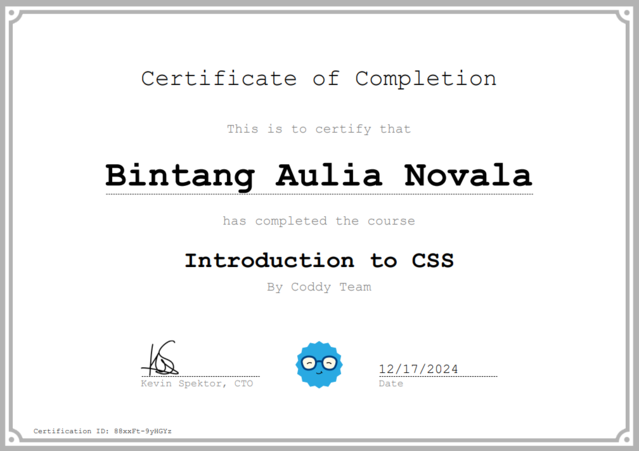 Certificate of Completion
This is to certify that
Bintang Aulia Novala
has completed the course
Introduction to CSS
By Coddy Team
12/17/2024
Kevin Spektor, CTO
Date
Certification ID: 88xxFt-9yHGYz